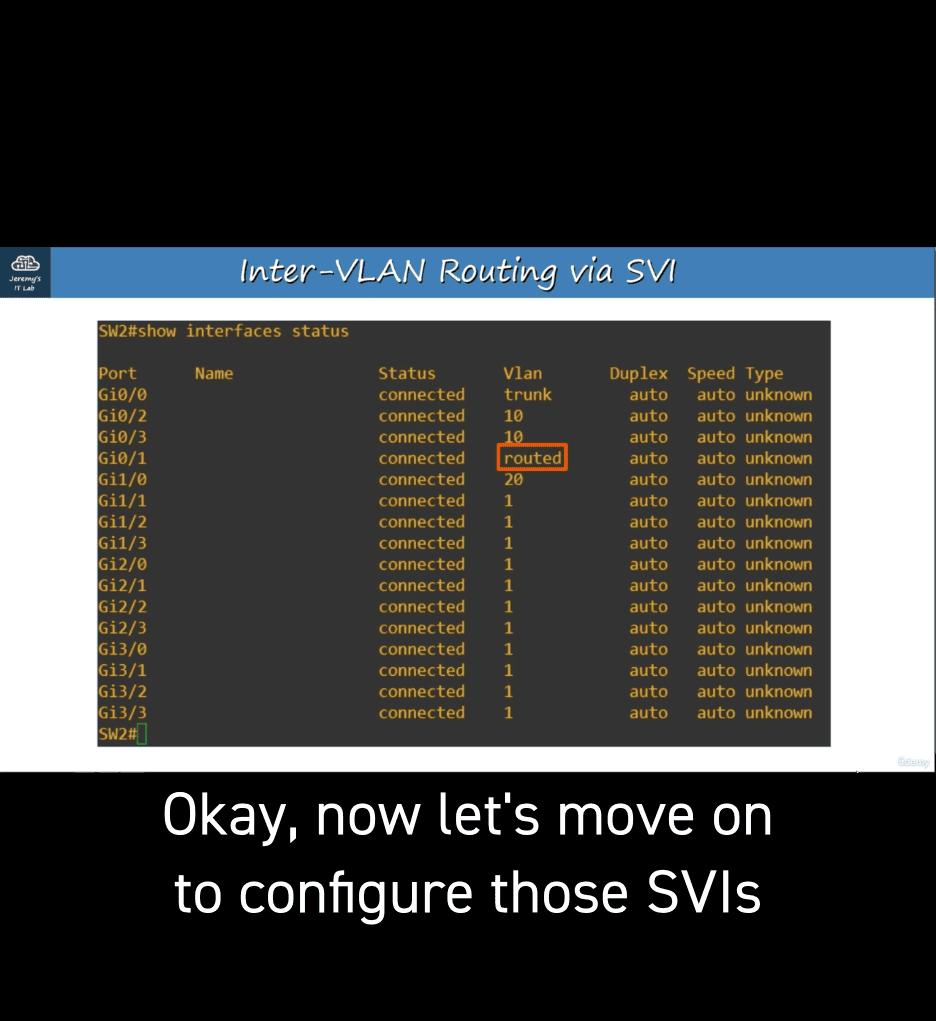 Jeremy's
IT Lab
Inter-VLAN Routing via SVI
SW2#show interfaces status
Port Name Status Vlan Duplex Speed Type
Gi0/0 connected trunk auto auto unknown
Gi0/2 connected 10 auto auto unknown
Gi0/3 connected 10 auto auto unknown
Gi0/1 connected routed auto auto unknown
Gi1/0 connected 20 auto auto unknown
Gi1/1 connected 1 auto auto unknown
Gi1/2 connected 1 auto auto unknown
Gi1/3 connected 1 auto auto unknown
Gi2/0 connected 1 auto auto unknown
Gi2/1 connected 1 auto auto unknown
Gi2/2 connected 1 auto auto unknown
Gi2/3 connected 1 auto auto unknown
Gi3/0 connected 1 auto auto unknown
Gi3/1 connected 1 auto auto unknown
Gi3/2 connected 1 auto auto unknown
Gi3/3 connected 1 auto auto unknown
SW2#
Udemy
Okay, now let's move on
to configure those SVIs